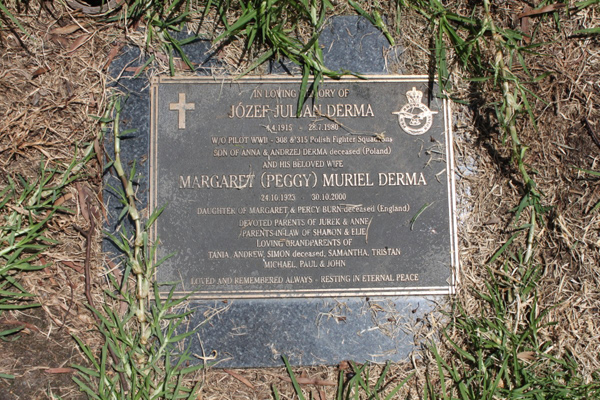 IN LOVING MEMORY OF
JÓZEF JULIAN DERMA
4.4.1915 28.7.1980
W/O PILOT WWII - 308 & 315 Polish Fighter Squadrons
SON OF ANNA & ANDRZEJ DERMA deceased (Poland)
AND HIS BELOVED WIFE
MARGARET (PEGGY) MURIEL DERMA
24.10.1923 30.10.2000
DAUGHTER OF MARGARET & PERCY BURN deceased (England)
DEVOTED PARENTS OF JUREK & ANNE
PARENTS-IN-LAW OF SHARON & ELIE
LOVING GRANDPARENTS OF
TANIA, ANDREW, SIMON deceased, SAMANTHA, TRISTAN
MICHAEL, PAUL & JOHN
LOVED AND REMEMBERED ALWAYS - RESTING IN ETERNAL PEACE